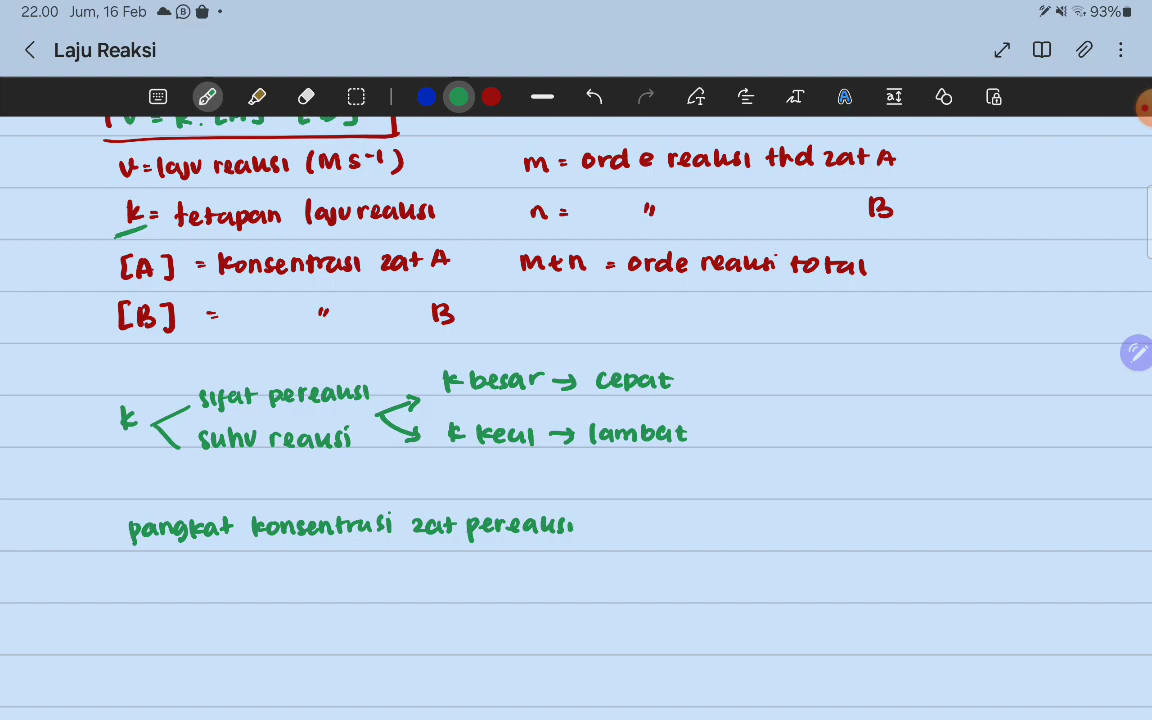 22.00 Jum, 16 Feb
93%
Laju Reaksi
v = laju reaksi (M s⁻¹)
m = orde reaksi thd zat A
k = tetapan laju reaksi
n = " B
[A] = konsentrasi zat A
m + n = orde reaksi total
[B] = " B
k besar → cepat
sifat pereaksi
k
suhu reaksi
k kecil → lambat
pangkat konsentrasi zat pereaksi